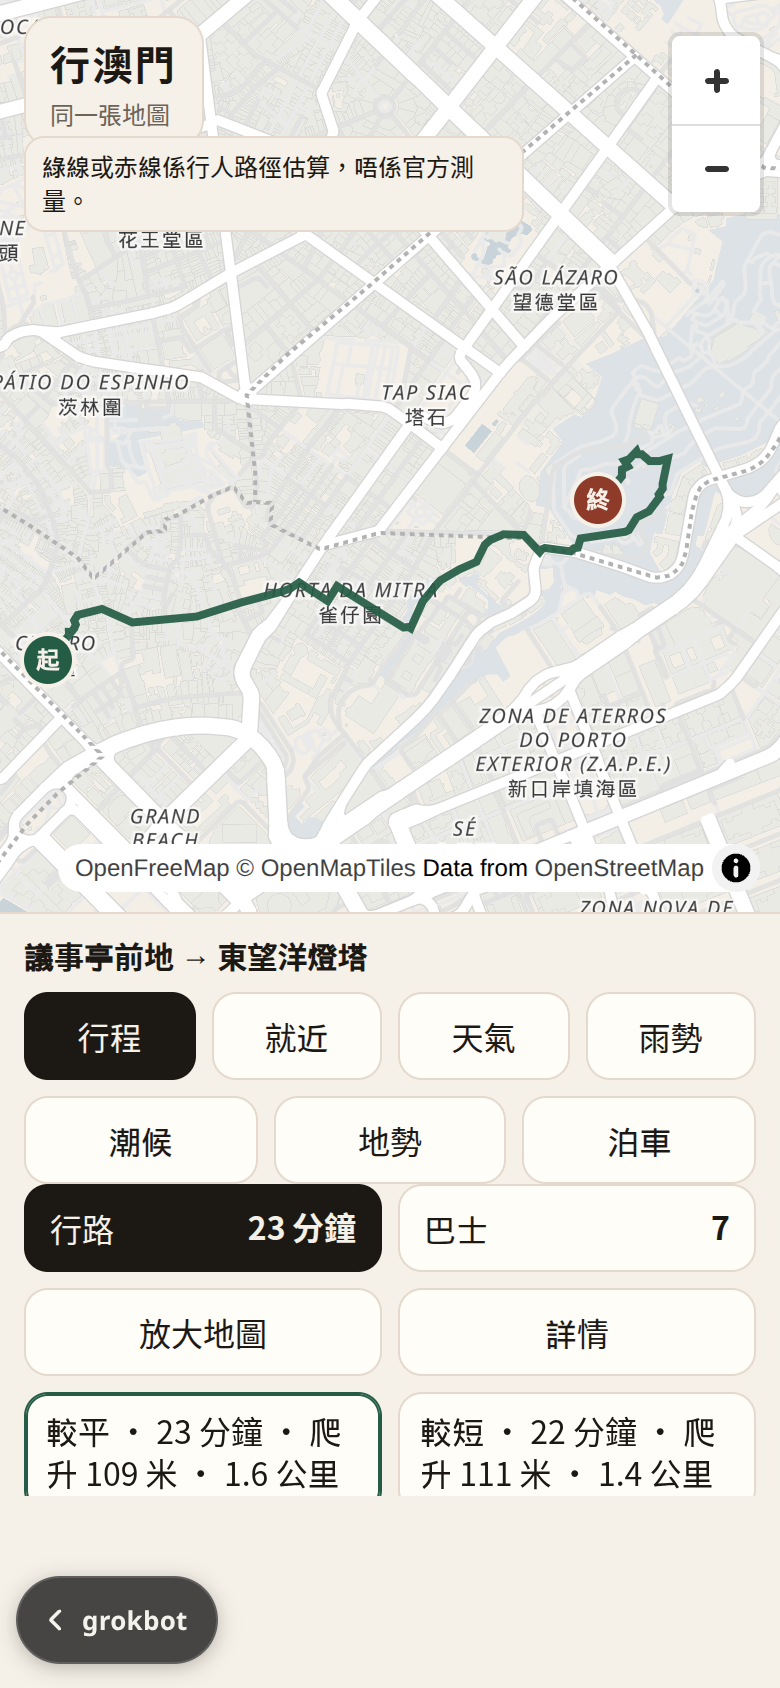 行澳門
同一張地圖
綠線或赤線係行人路徑估算，唔係官方測
量。
+
−
NE
頭
花王堂區
SÃO LÁZARO
望德堂區
PÁTIO DO ESPINHO
茨林圍
TAP SIAC
塔石
終
HORTA DA MITRA
雀仔園
起
ZONA DE ATERROS
DO PORTO
EXTERIOR (Z.A.P.E.)
新口岸填海區
GRAND
BEACH
SÉ
OpenFreeMap © OpenMapTiles Data from OpenStreetMap
ZONA NOVA DE
議事亭前地 → 東望洋燈塔
行程
就近
天氣
雨勢
潮候
地勢
泊車
行路 23 分鐘
巴士 7
放大地圖
詳情
較平 · 23 分鐘 · 爬
升 109 米 · 1.6 公里
較短 · 22 分鐘 · 爬
升 111 米 · 1.4 公里
grokbot